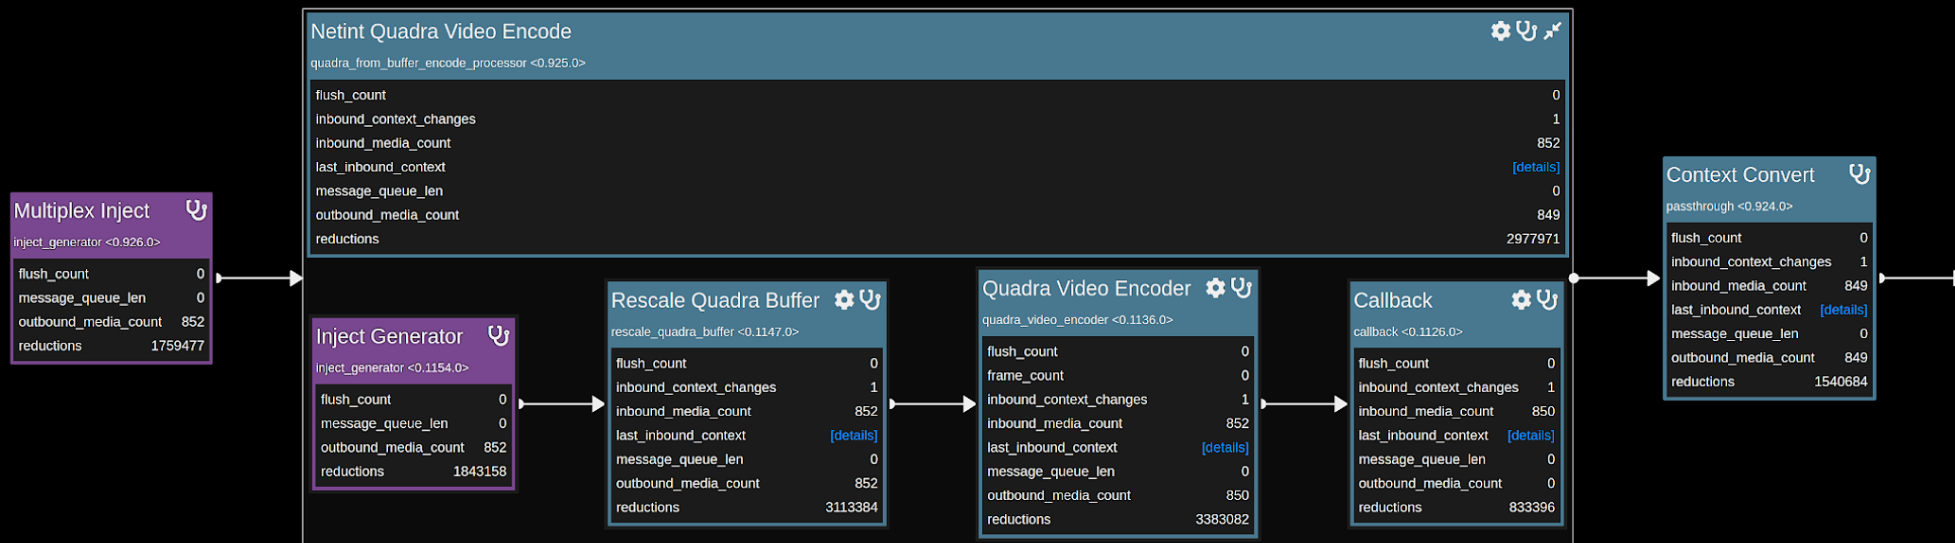 Netint Quadra Video Encode
quadra_from_buffer_encode_processor <0.925.0>
flush_count 0
inbound_context_changes 1
inbound_media_count 852
last_inbound_context [details]
message_queue_len 0
outbound_media_count 849
reductions 2977971
Multiplex Inject
inject_generator <0.926.0>
flush_count 0
message_queue_len 0
outbound_media_count 852
reductions 1759477
Inject Generator
inject_generator <0.1154.0>
flush_count 0
message_queue_len 0
outbound_media_count 852
reductions 1843158
Rescale Quadra Buffer
rescale_quadra_buffer <0.1147.0>
flush_count 0
inbound_context_changes 1
inbound_media_count 852
last_inbound_context [details]
message_queue_len 0
outbound_media_count 852
reductions 3113384
Quadra Video Encoder
quadra_video_encoder <0.1136.0>
flush_count 0
frame_count 0
inbound_context_changes 1
inbound_media_count 852
last_inbound_context [details]
message_queue_len 0
outbound_media_count 850
reductions 3383082
Callback
callback <0.1126.0>
flush_count 0
inbound_context_changes 1
inbound_media_count 850
last_inbound_context [details]
message_queue_len 0
outbound_media_count 0
reductions 833396
Context Convert
passthrough <0.924.0>
flush_count 0
inbound_context_changes 1
inbound_media_count 849
last_inbound_context [details]
message_queue_len 0
outbound_media_count 849
reductions 1540684